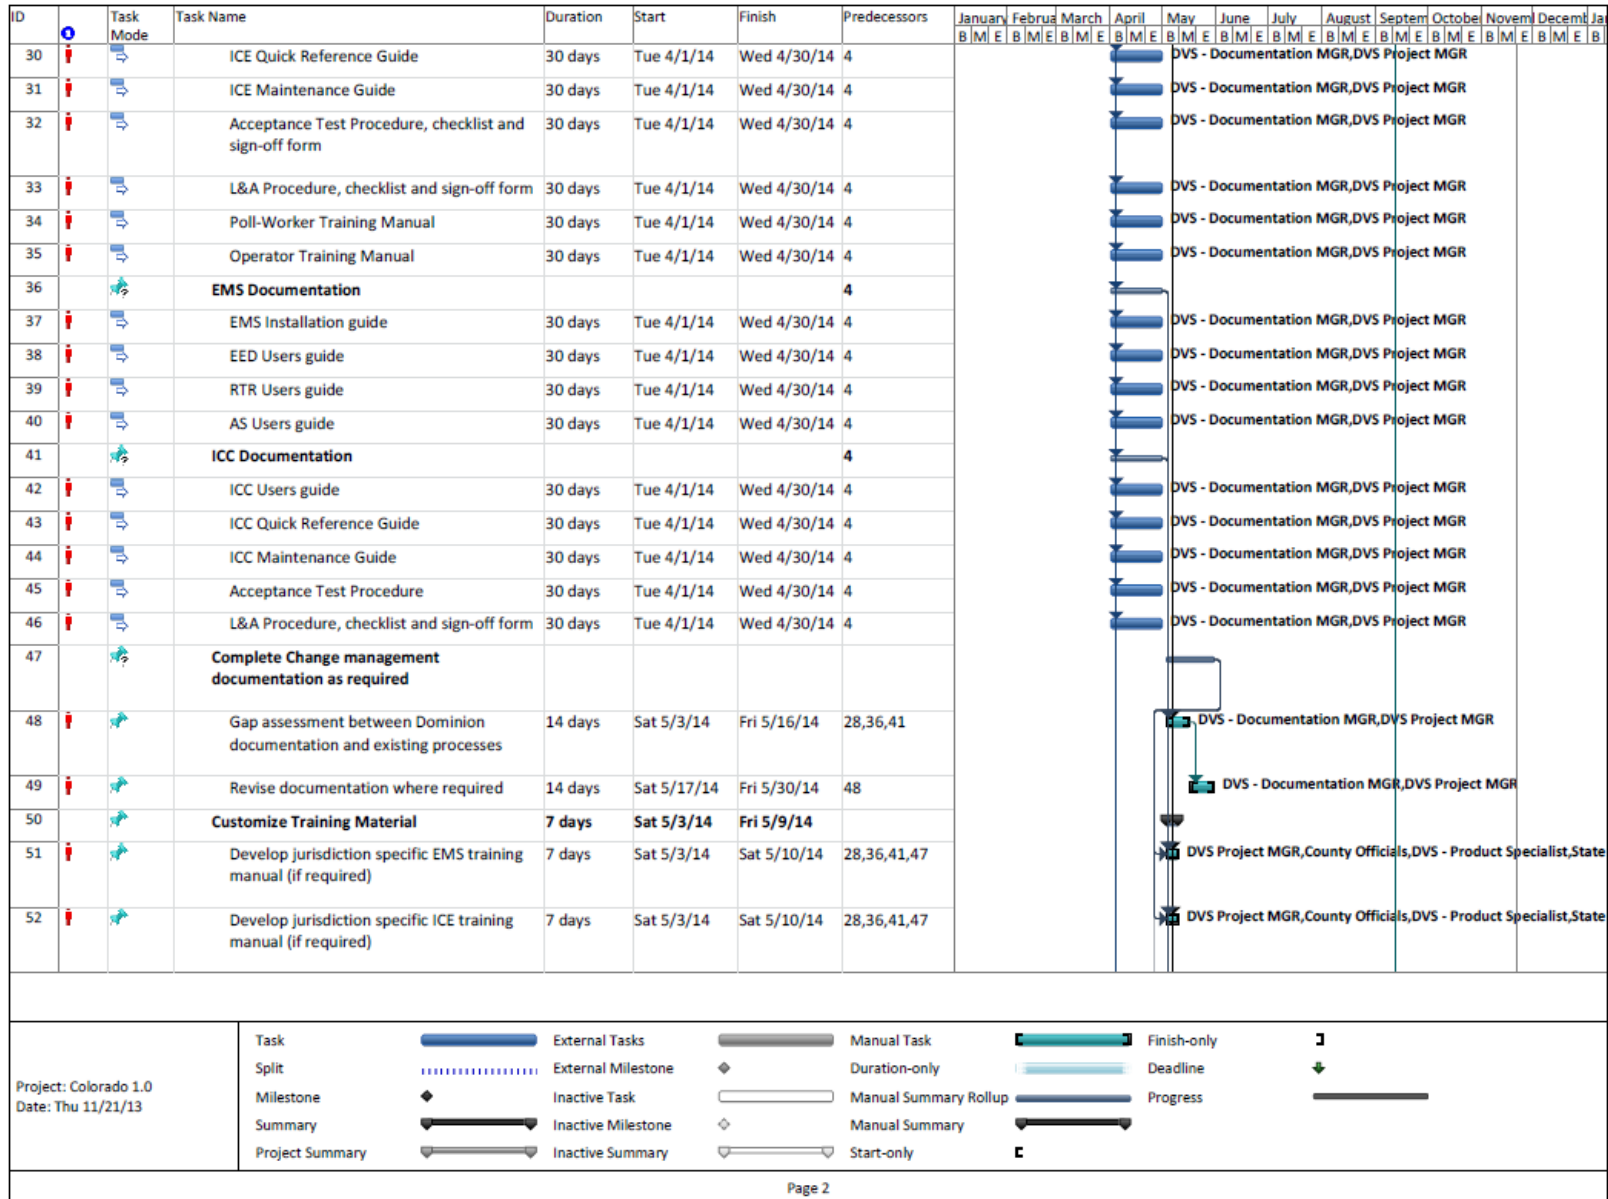 ID Task Mode Task Name Duration Start Finish Predecessors January Februa March April May June July August Septem Octobe Noveml Decemb Ja
B M E B M E B M E B M E B M E B M E B M E B M E B M E B M E B M E B M E B
30 ICE Quick Reference Guide 30 days Tue 4/1/14 Wed 4/30/14 4 DVS - Documentation MGR,DVS Project MGR
31 ICE Maintenance Guide 30 days Tue 4/1/14 Wed 4/30/14 4 DVS - Documentation MGR,DVS Project MGR
32 Acceptance Test Procedure, checklist and 30 days Tue 4/1/14 Wed 4/30/14 4 DVS - Documentation MGR,DVS Project MGR
sign-off form
33 L&A Procedure, checklist and sign-off form 30 days Tue 4/1/14 Wed 4/30/14 4 DVS - Documentation MGR,DVS Project MGR
34 Poll-Worker Training Manual 30 days Tue 4/1/14 Wed 4/30/14 4 DVS - Documentation MGR,DVS Project MGR
35 Operator Training Manual 30 days Tue 4/1/14 Wed 4/30/14 4 DVS - Documentation MGR,DVS Project MGR
36 EMS Documentation 4
37 EMS Installation guide 30 days Tue 4/1/14 Wed 4/30/14 4 DVS - Documentation MGR,DVS Project MGR
38 EED Users guide 30 days Tue 4/1/14 Wed 4/30/14 4 DVS - Documentation MGR,DVS Project MGR
39 RTR Users guide 30 days Tue 4/1/14 Wed 4/30/14 4 DVS - Documentation MGR,DVS Project MGR
40 AS Users guide 30 days Tue 4/1/14 Wed 4/30/14 4 DVS - Documentation MGR,DVS Project MGR
41 ICC Documentation 4
42 ICC Users guide 30 days Tue 4/1/14 Wed 4/30/14 4 DVS - Documentation MGR,DVS Project MGR
43 ICC Quick Reference Guide 30 days Tue 4/1/14 Wed 4/30/14 4 DVS - Documentation MGR,DVS Project MGR
44 ICC Maintenance Guide 30 days Tue 4/1/14 Wed 4/30/14 4 DVS - Documentation MGR,DVS Project MGR
45 Acceptance Test Procedure 30 days Tue 4/1/14 Wed 4/30/14 4 DVS - Documentation MGR,DVS Project MGR
46 L&A Procedure, checklist and sign-off form 30 days Tue 4/1/14 Wed 4/30/14 4 DVS - Documentation MGR,DVS Project MGR
47 Complete Change management
documentation as required
48 Gap assessment between Dominion 14 days Sat 5/3/14 Fri 5/16/14 28,36,41 DVS - Documentation MGR,DVS Project MGR
documentation and existing processes
49 Revise documentation where required 14 days Sat 5/17/14 Fri 5/30/14 48 DVS - Documentation MGR,DVS Project MGR
50 Customize Training Material 7 days Sat 5/3/14 Fri 5/9/14
51 Develop jurisdiction specific EMS training 7 days Sat 5/3/14 Sat 5/10/14 28,36,41,47 DVS Project MGR,County Officials,DVS - Product Specialist,State
manual (if required)
52 Develop jurisdiction specific ICE training 7 days Sat 5/3/14 Sat 5/10/14 28,36,41,47 DVS Project MGR,County Officials,DVS - Product Specialist,State
manual (if required)
Project: Colorado 1.0
Date: Thu 11/21/13
Task External Tasks Manual Task Finish-only
Split External Milestone Duration-only Deadline
Milestone Inactive Task Manual Summary Rollup Progress
Summary Inactive Milestone Manual Summary
Project Summary Inactive Summary Start-only
Page 2